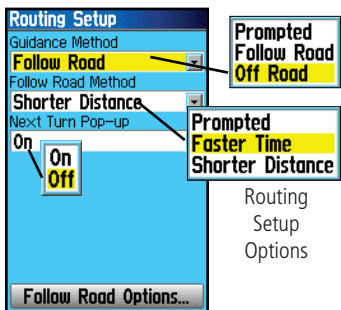 Routing Setup
Guidance Method
Follow Road
Follow Road Method
Shorter Distance
Next Turn Pop-up
On
On
Off
Follow Road Options...
Prompted
Follow Road
Off Road
Prompted
Faster Time
Shorter Distance
Routing
Setup
Options